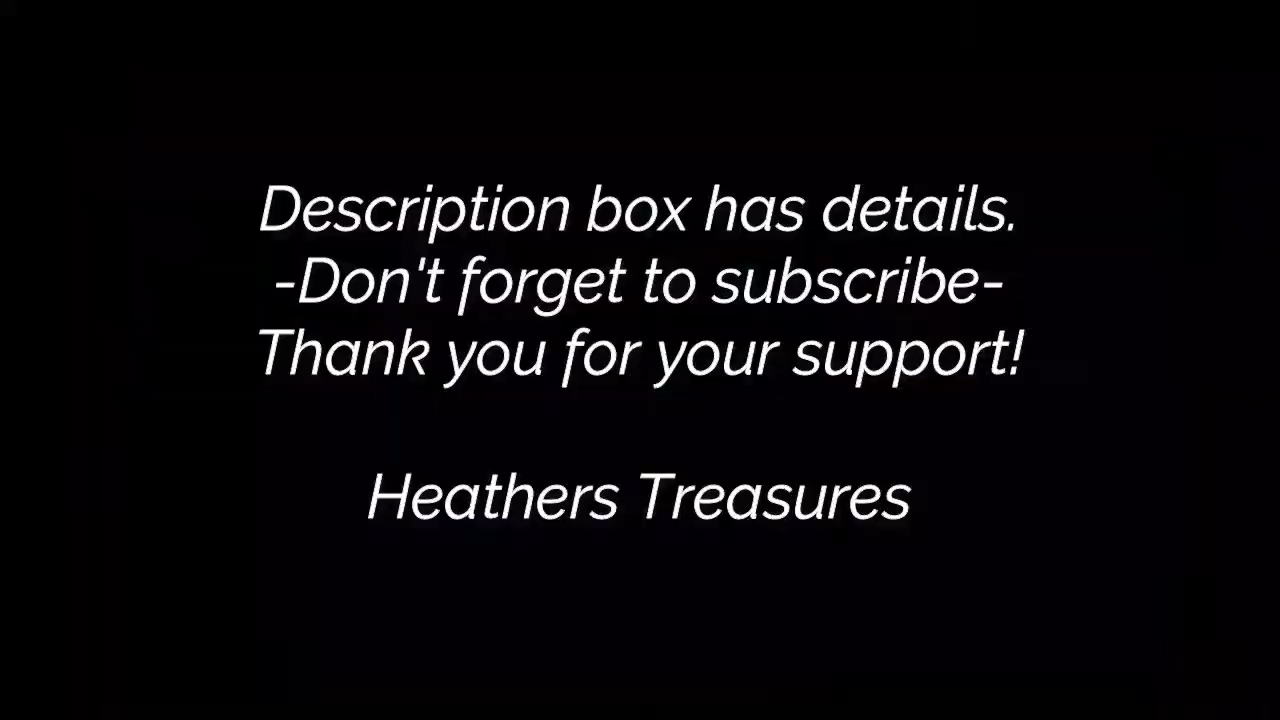 Description box has details.
-Don't forget to subscribe-
Thank you for your support!
Heathers Treasures